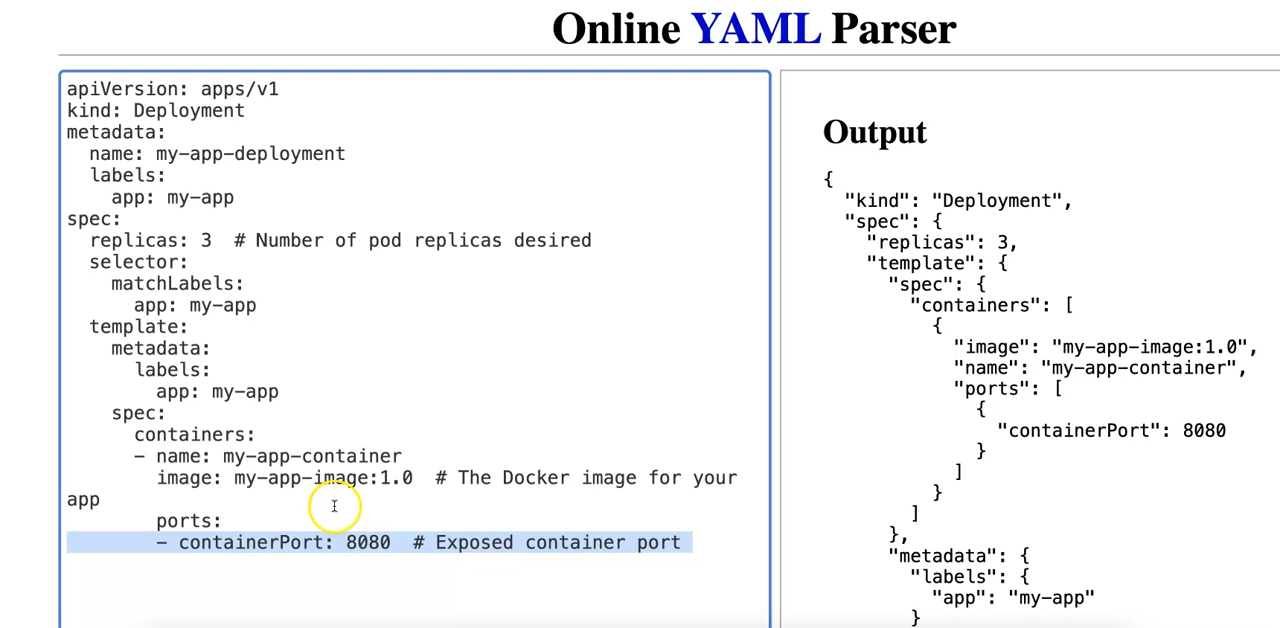 Online YAML Parser
apiVersion: apps/v1
kind: Deployment
metadata:
  name: my-app-deployment
  labels:
    app: my-app
spec:
  replicas: 3  # Number of pod replicas desired
  selector:
    matchLabels:
      app: my-app
  template:
    metadata:
      labels:
        app: my-app
    spec:
      containers:
      - name: my-app-container
        image: my-app-image:1.0  # The Docker image for your
app
        ports:
        - containerPort: 8080  # Exposed container port
Output
{
  "kind": "Deployment",
  "spec": {
    "replicas": 3,
    "template": {
      "spec": {
        "containers": [
          {
            "image": "my-app-image:1.0",
            "name": "my-app-container",
            "ports": [
              {
                "containerPort": 8080
              }
            ]
          }
        ]
      },
      "metadata": {
        "labels": {
          "app": "my-app"
        }